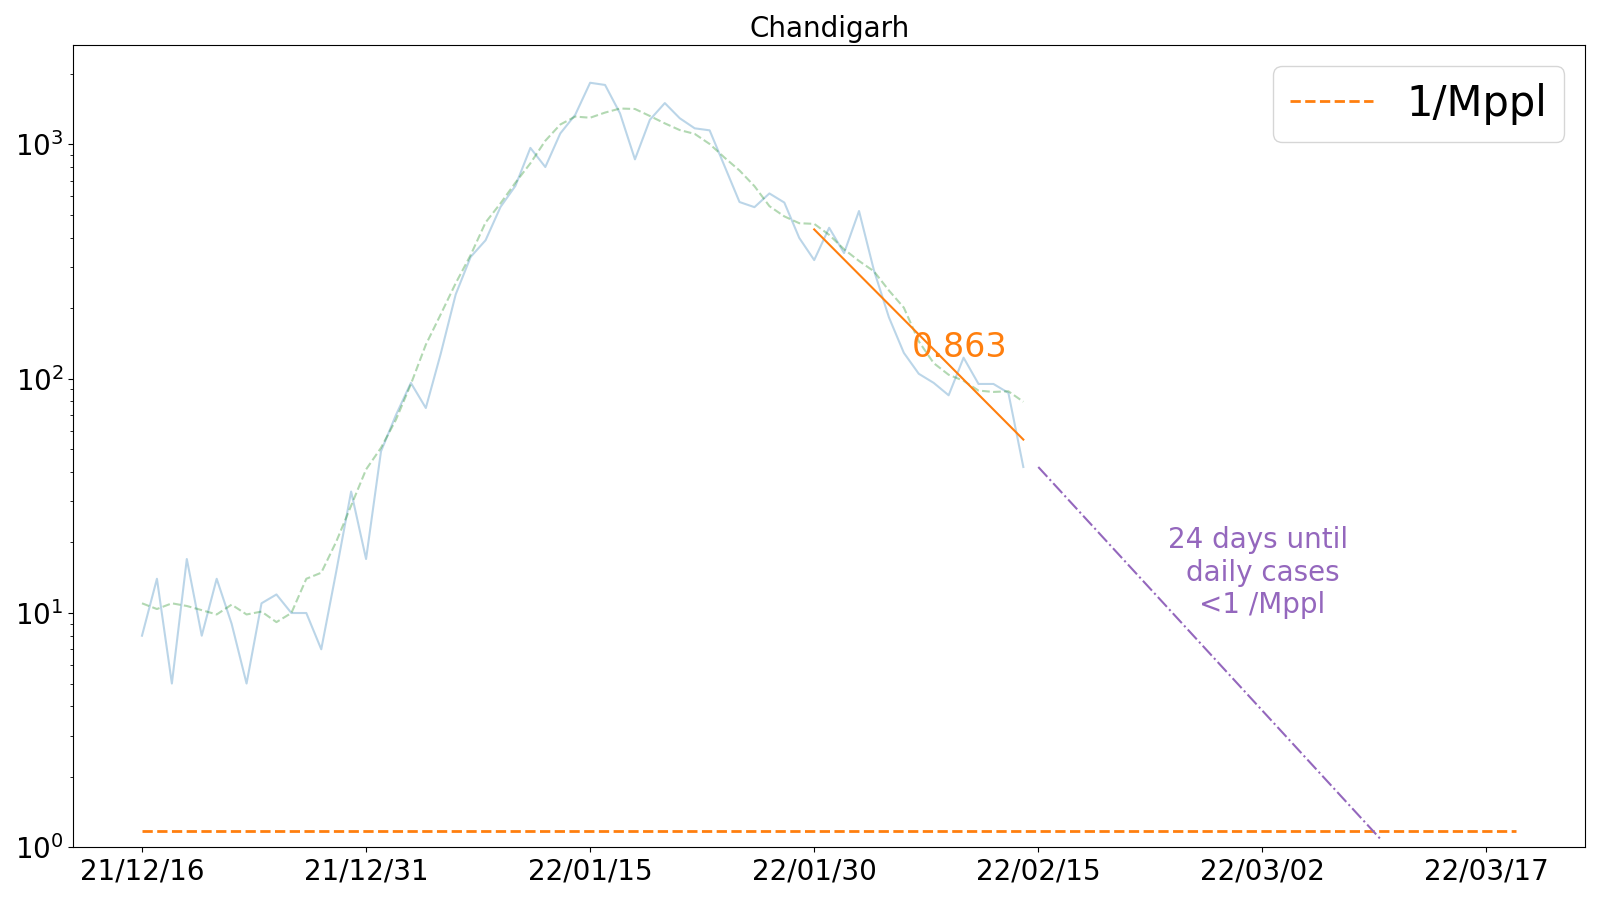 Chandigarh
1/Mppl
10³
10²
10¹
10⁰
0.863
24 days until
daily cases
<1 /Mppl
21/12/16 21/12/31 22/01/15 22/01/30 22/02/15 22/03/02 22/03/17